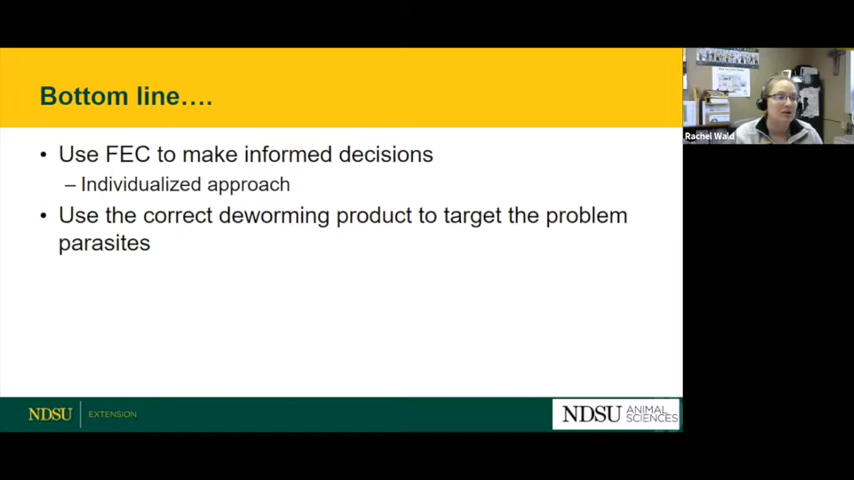 Bottom line....
• Use FEC to make informed decisions
– Individualized approach
• Use the correct deworming product to target the problem
parasites
Rachel Wald
NDSU EXTENSION
NDSU ANIMAL
SCIENCES